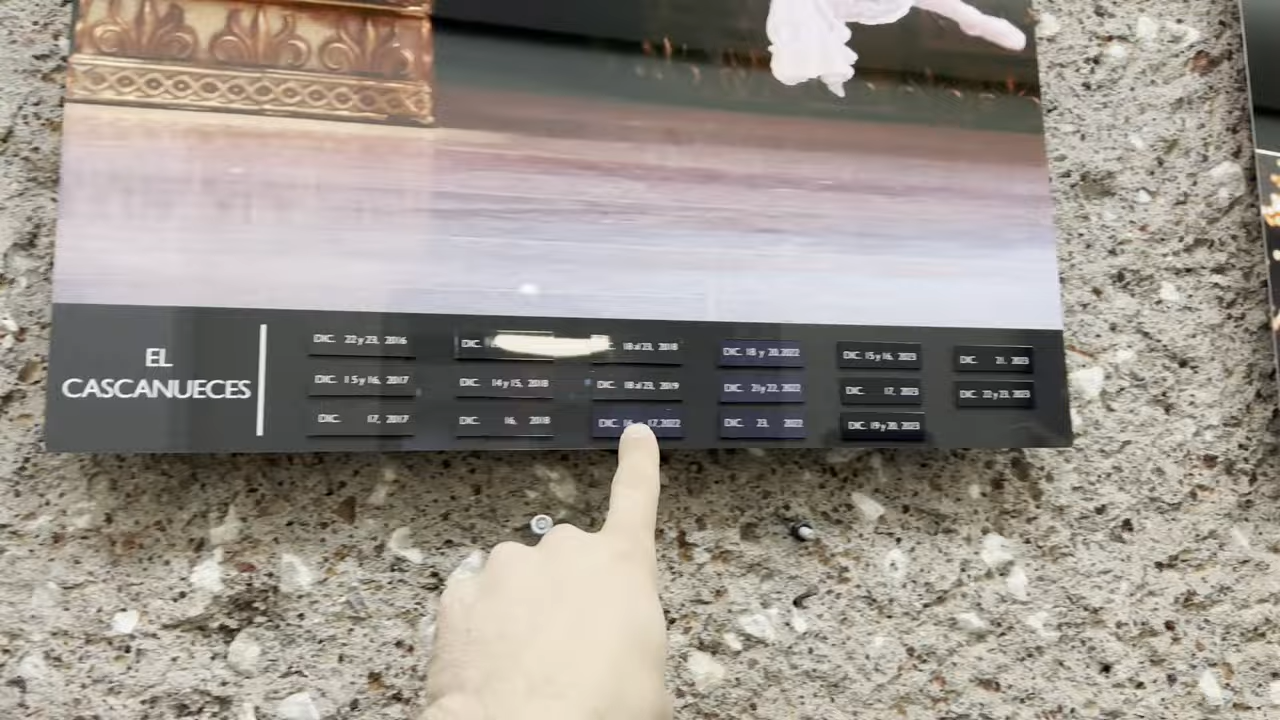 EL
CASCANUECES
DIC. 22 y 23, 2016
DIC. 15 y 16, 2017
DIC. 17, 2017
DIC.
DIC. 14 y 15, 2018
DIC. 16, 2018
18 al 23, 2018
DIC. 18 al 23, 2019
DIC. 17, 2022
DIC. 18 y 20, 2022
DIC. 21 y 22, 2022
DIC. 23, 2022
DIC. 15 y 16, 2023
DIC. 17, 2023
DIC. 19 y 20, 2023
DIC. 21, 2023
DIC. 22 y 23, 2023